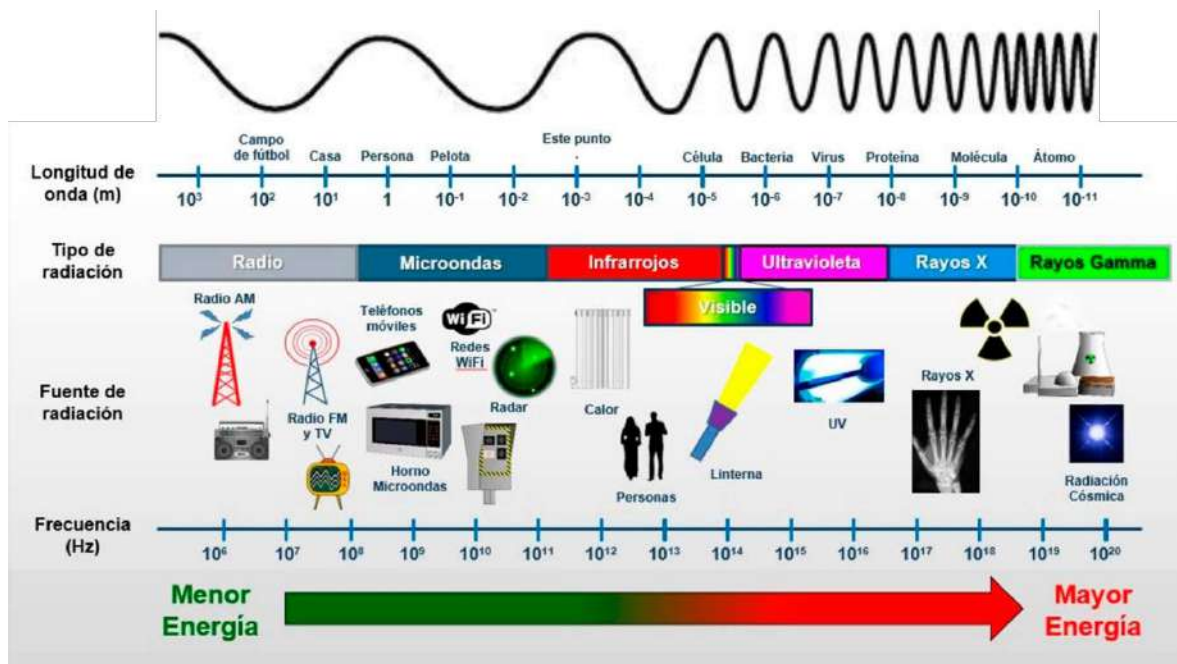 Campo
de fútbol
Casa
Persona
Pelota
Este punto
.
Célula
Bacteria
Virus
Proteína
Molécula
Átomo
Longitud de
onda (m)
10³ 10² 10¹ 1 10⁻¹ 10⁻² 10⁻³ 10⁻⁴ 10⁻⁵ 10⁻⁶ 10⁻⁷ 10⁻⁸ 10⁻⁹ 10⁻¹⁰ 10⁻¹¹
Tipo de
radiación
Radio
Microondas
Infrarrojos
Ultravioleta
Rayos X
Rayos Gamma
Visible
Fuente de
radiación
Radio AM
Radio FM
y TV
Teléfonos
móviles
Horno
Microondas
WiFi
Redes
WiFi
Radar
Calor
Personas
Linterna
UV
Rayos X
Radiación
Cósmica
Frecuencia
(Hz)
10⁶ 10⁷ 10⁸ 10⁹ 10¹⁰ 10¹¹ 10¹² 10¹³ 10¹⁴ 10¹⁵ 10¹⁶ 10¹⁷ 10¹⁸ 10¹⁹ 10²⁰
Menor
Energía
Mayor
Energía